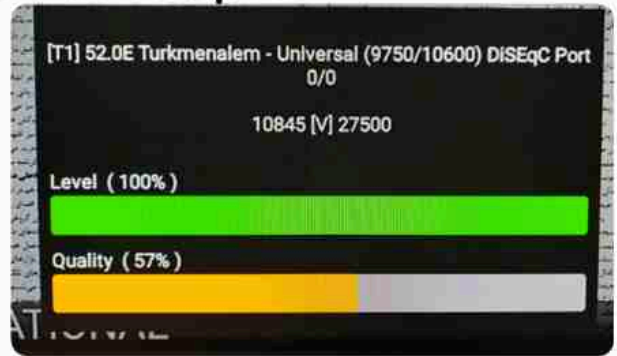 [T1] 52.0E Turkmenalem - Universal (9750/10600) DiSEqC Port
0/0
10845 [V] 27500
Level ( 100% )
Quality ( 57% )